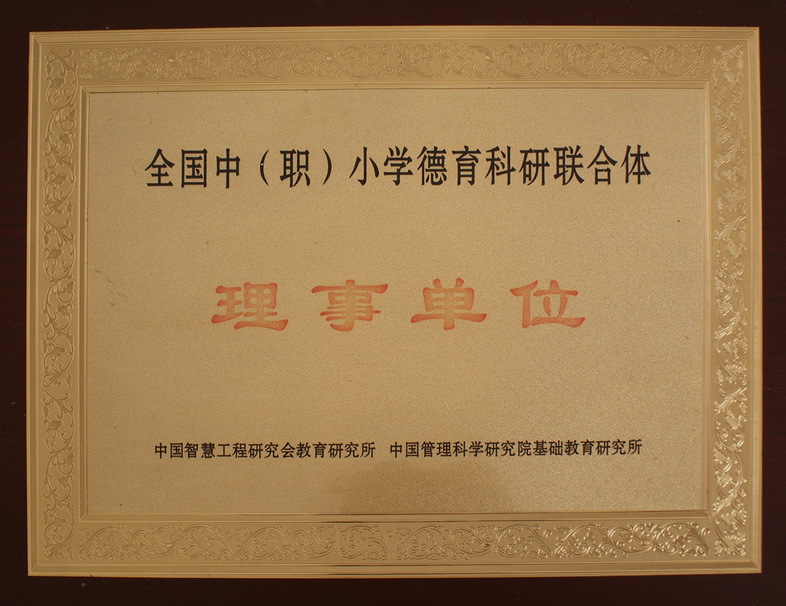 全国中（职）小学德育科研联合体
理事单位
中国智慧工程研究会教育研究所 中国管理科学研究院基础教育研究所